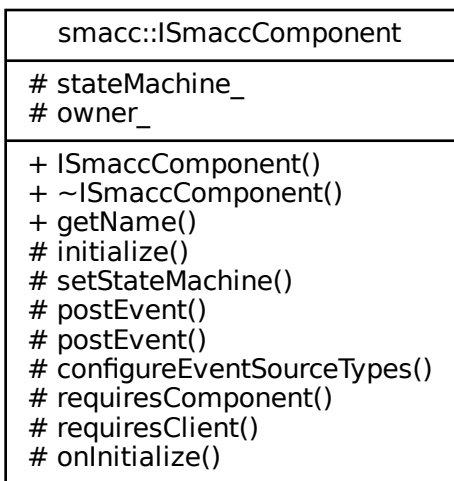 smacc::ISmaccComponent
# stateMachine_
# owner_
+ ISmaccComponent()
+ ~ISmaccComponent()
+ getName()
# initialize()
# setStateMachine()
# postEvent()
# postEvent()
# configureEventSourceTypes()
# requiresComponent()
# requiresClient()
# onInitialize()